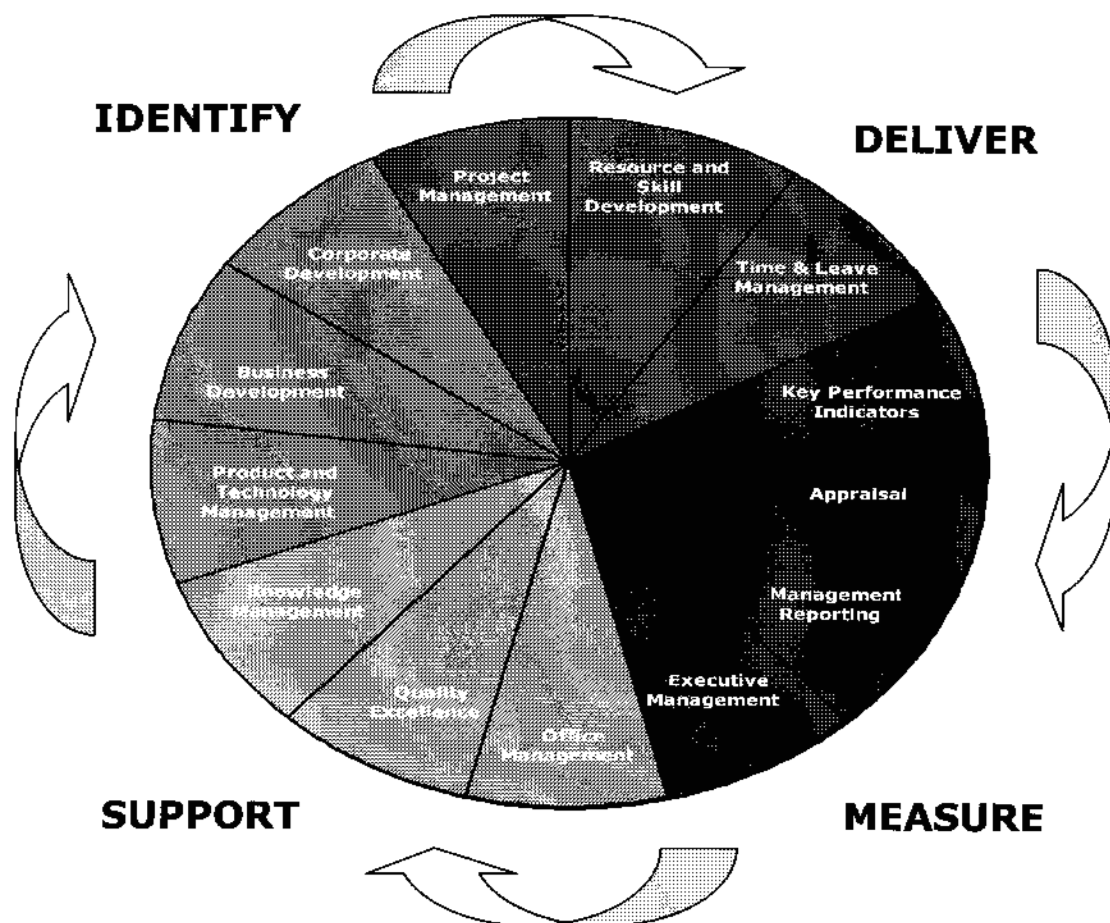 IDENTIFY
DELIVER
Project
Management
Resource and
Skill
Development
Time & Leave
Management
Key Performance
Indicators
Appraisal
Management
Reporting
Executive
Management
Office
Management
Quality
Excellence
Knowledge
Management
Product and
Technology
Management
Business
Development
Corporate
Development
SUPPORT
MEASURE